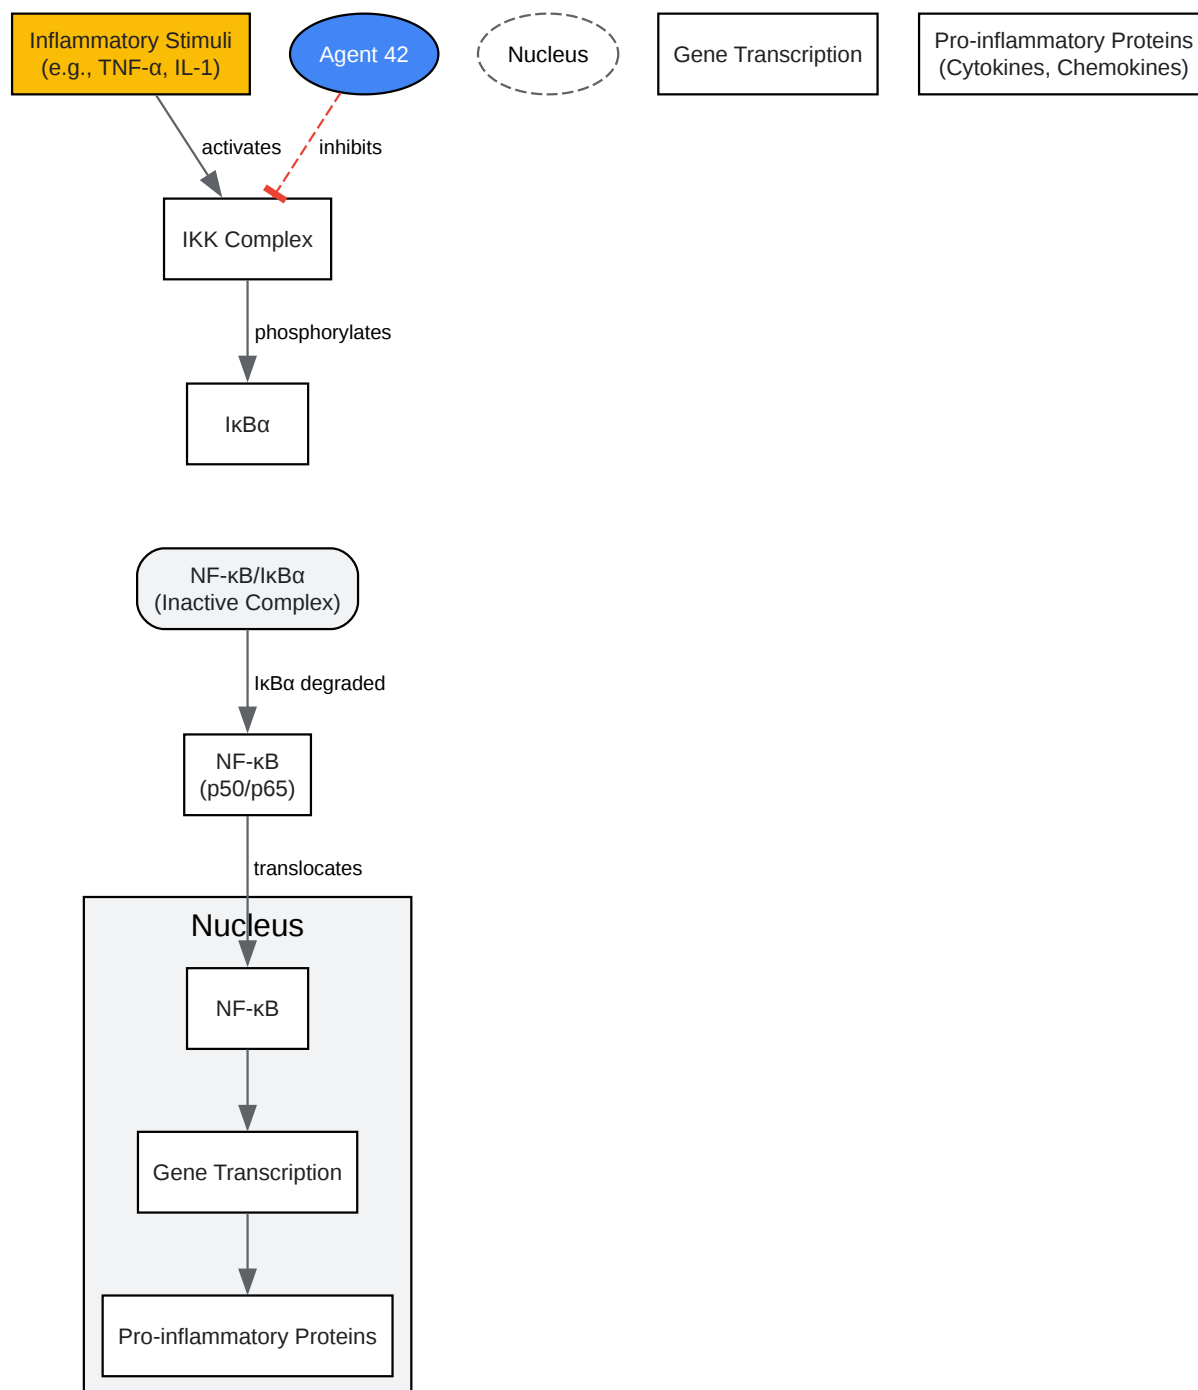 Inflammatory Stimuli
(e.g., TNF-α, IL-1)
Agent 42
Nucleus
Gene Transcription
Pro-inflammatory Proteins
(Cytokines, Chemokines)
activates
inhibits
IKK Complex
phosphorylates
IκBα
NF-κB/IκBα
(Inactive Complex)
IκBα degraded
NF-κB
(p50/p65)
translocates
Nucleus
NF-κB
Gene Transcription
Pro-inflammatory Proteins